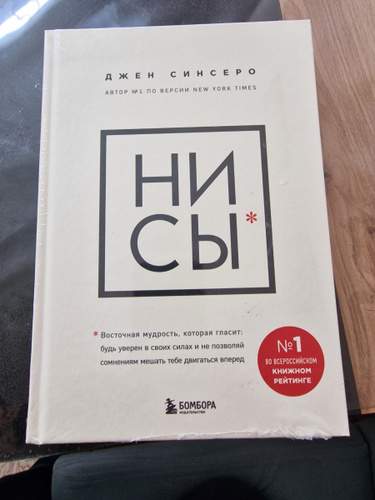 ДЖЕН СИНСЕРО
АВТОР №1 ПО ВЕРСИИ NEW YORK TIMES
НИ
СЫ*
* Восточная мудрость, которая гласит:
будь уверен в своих силах и не позволяй
сомнениям мешать тебе двигаться вперед
№1
ВО ВСЕРОССИЙСКОМ
КНИЖНОМ
РЕЙТИНГЕ
БОМБОРА
ИЗДАТЕЛЬСТВО